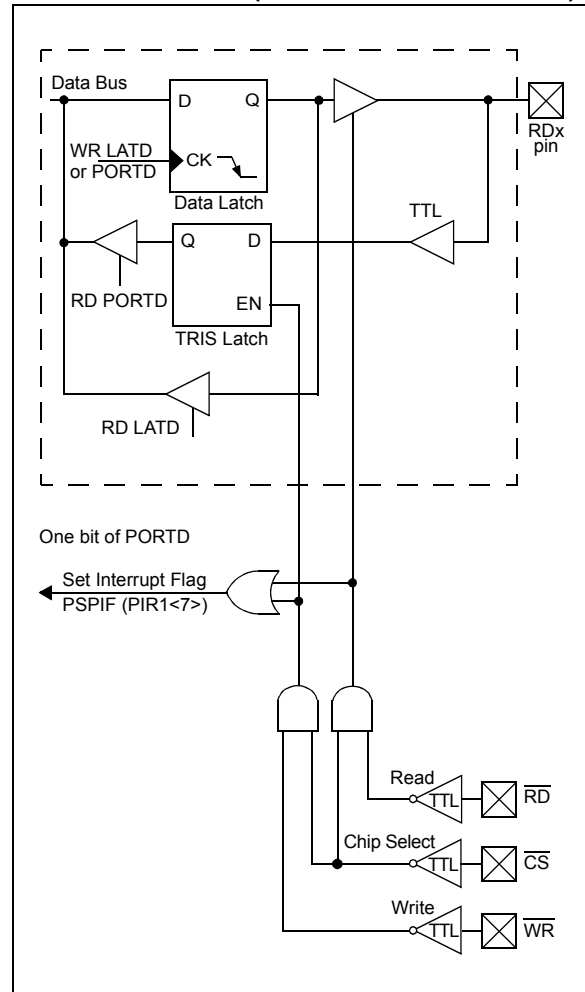 Data Bus
D Q
RDx
pin
WR LATD
or PORTD
CK
Data Latch
TTL
Q D
RD PORTD
EN
TRIS Latch
RD LATD
One bit of PORTD
Set Interrupt Flag
PSPIF (PIR1<7>)
Read
TTL RD
Chip Select
TTL CS
Write
TTL WR